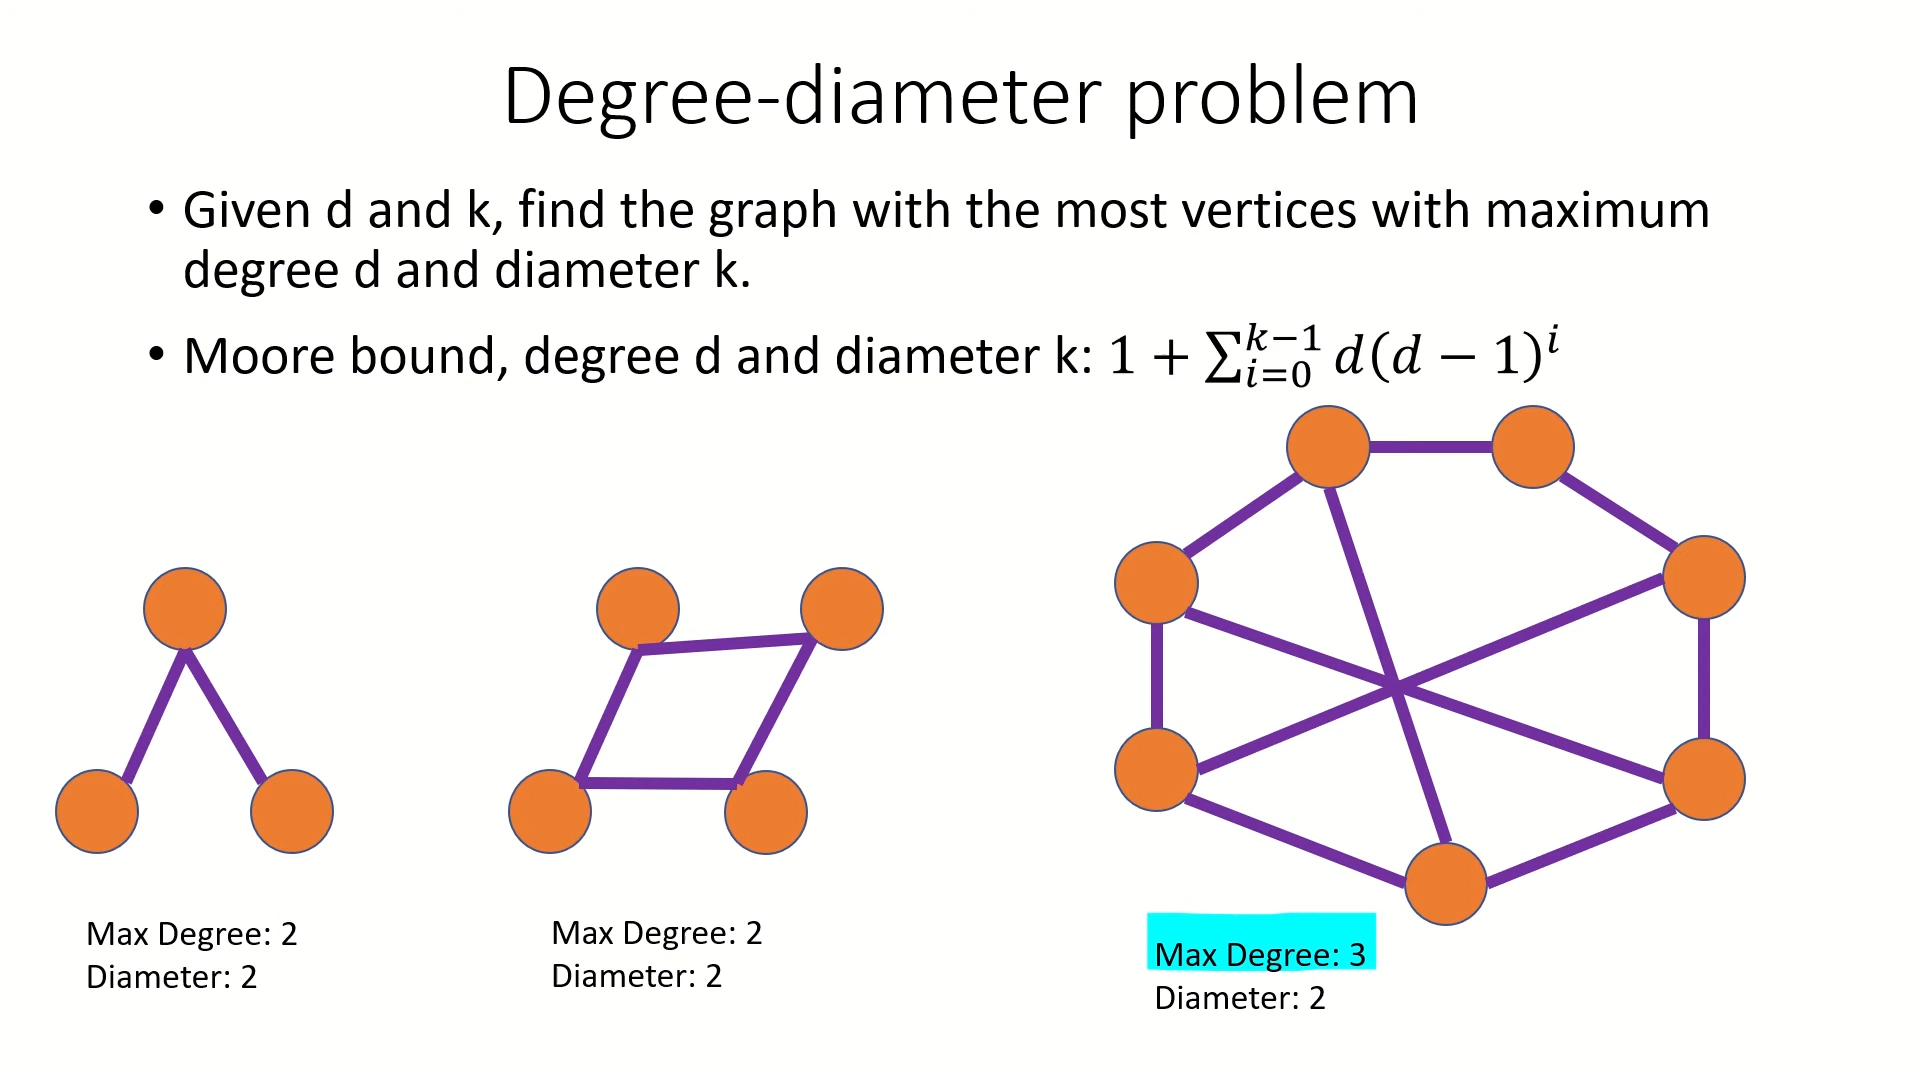 Degree-diameter problem
• Given d and k, find the graph with the most vertices with maximum
degree d and diameter k.
• Moore bound, degree d and diameter k: $1 + \sum_{i=0}^{k-1} d(d-1)^i$
Max Degree: 2
Diameter: 2
Max Degree: 2
Diameter: 2
Max Degree: 3
Diameter: 2